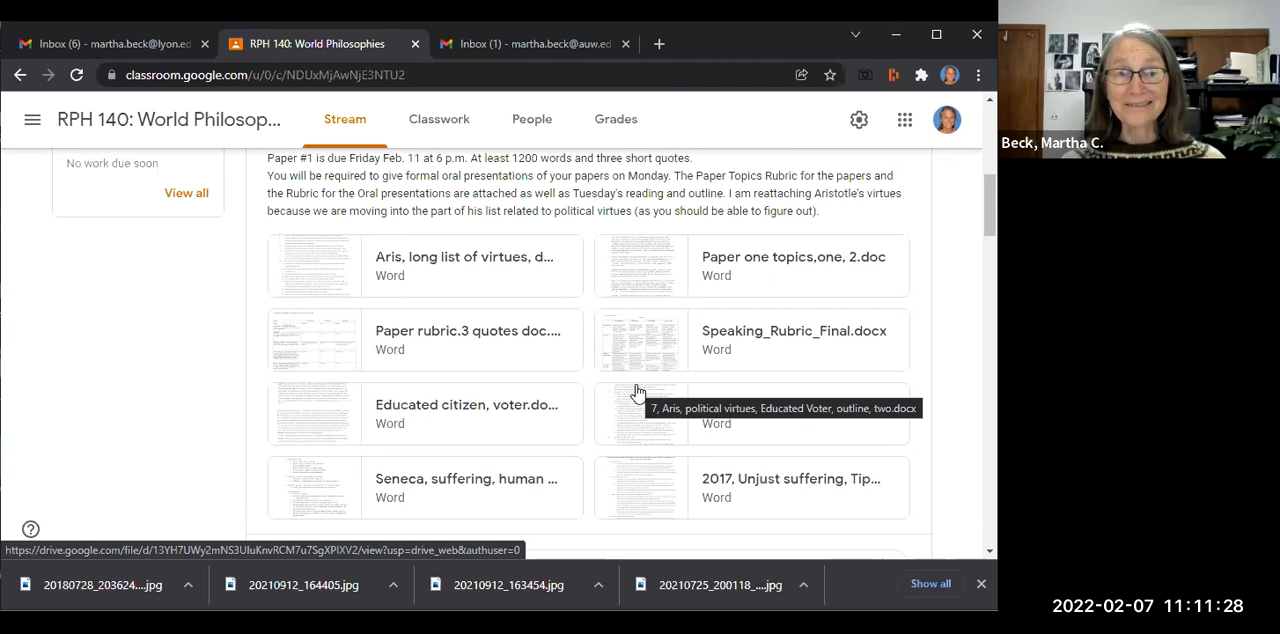 Inbox (6) - martha.beck@lyon.ed
RPH 140: World Philosophies
Inbox (1) - martha.beck@auw.ed
classroom.google.com/u/0/c/NDUxMjAwNjE3NTU2
RPH 140: World Philosop...
Stream
Classwork
People
Grades
Beck, Martha C.
No work due soon
View all
Paper #1 is due Friday Feb. 11 at 6 p.m. At least 1200 words and three short quotes.
You will be required to give formal oral presentations of your papers on Monday. The Paper Topics Rubric for the papers and
the Rubric for the Oral presentations are attached as well as Tuesday's reading and outline. I am reattaching Aristotle's virtues
because we are moving into the part of his list related to political virtues (as you should be able to figure out).
Aris, long list of virtues, d...
Word
Paper one topics,one, 2.doc
Word
Paper rubric.3 quotes doc....
Word
Speaking_Rubric_Final.docx
Word
Educated citizen, voter.do...
Word
7, Aris, political virtues, Educated Voter, outline, two.docx
Word
Seneca, suffering, human ...
Word
201, Unjust suffering, Tip...
Word
https://drive.google.com/file/d/13YH7UWy2mNS3UIuKnvRCM7u7SgXPIXV2/view?usp=drive_web&authuser=0
20180728_203624....jpg
20210912_164405.jpg
20210912_163454.jpg
20210725_200118_....jpg
Show all
2022-02-07 11:11:28